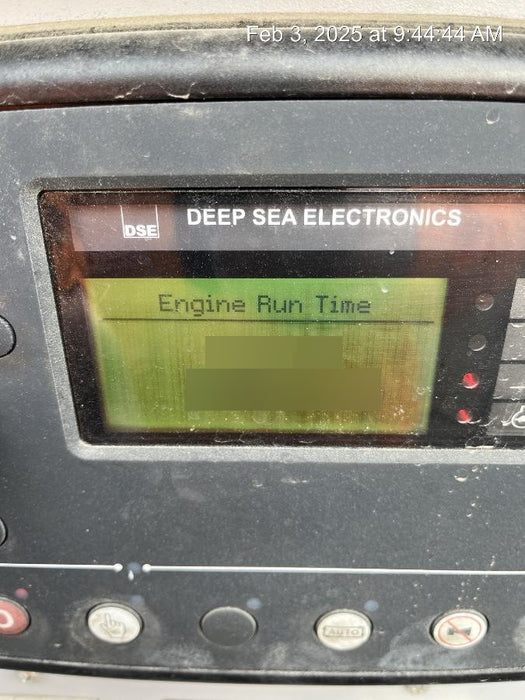 Feb 3, 2025 at 9:44:44 AM
DSE DEEP SEA ELECTRONICS
Engine Run Time
AUTO